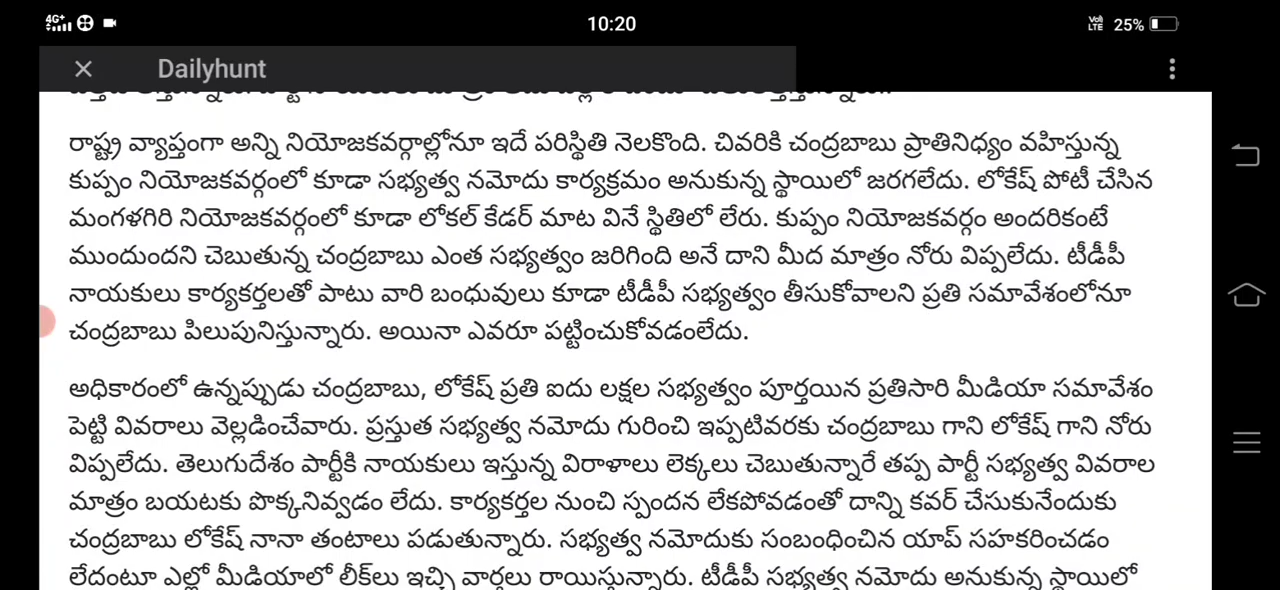 4G+
10:20
Vo)
LTE
25%
Dailyhunt
రాష్ట్ర వ్యాప్తంగా అన్ని నియోజకవర్గాల్లోనూ ఇదే పరిస్థితి నెలకొంది. చివరికి చంద్రబాబు ప్రాతినిధ్యం వహిస్తున్న
కుప్పం నియోజకవర్గంలో కూడా సభ్యత్వ నమోదు కార్యక్రమం అనుకున్న స్థాయిలో జరగలేదు. లోకేష్ పోటీ చేసిన
మంగళగిరి నియోజకవర్గంలో కూడా లోకల్ కేడర్ మాట వినే స్థితిలో లేరు. కుప్పం నియోజకవర్గం అందరికంటే
ముందుందని చెబుతున్న చంద్రబాబు ఎంత సభ్యత్వం జరిగింది అనే దాని మీద మాత్రం నోరు విప్పలేదు. టీడీపీ
నాయకులు కార్యకర్తలతో పాటు వారి బంధువులు కూడా టీడీపీ సభ్యత్వం తీసుకోవాలని ప్రతి సమావేశంలోనూ
చంద్రబాబు పిలుపునిస్తున్నారు. అయినా ఎవరూ పట్టించుకోవడంలేదు.
అధికారంలో ఉన్నప్పుడు చంద్రబాబు, లోకేష్ ప్రతి ఐదు లక్షల సభ్యత్వం పూర్తయిన ప్రతిసారి మీడియా సమావేశం
పెట్టి వివరాలు వెల్లడించేవారు. ప్రస్తుత సభ్యత్వ నమోదు గురించి ఇప్పటివరకు చంద్రబాబు గాని లోకేష్ గాని నోరు
విప్పలేదు. తెలుగుదేశం పార్టీకి నాయకులు ఇస్తున్న విరాళాలు లెక్కలు చెబుతున్నారే తప్ప పార్టీ సభ్యత్వ వివరాల
మాత్రం బయటకు పొక్కనివ్వడం లేదు. కార్యకర్తల నుంచి స్పందన లేకపోవడంతో దాన్ని కవర్ చేసుకునేందుకు
చంద్రబాబు లోకేష్ నానా తంటాలు పడుతున్నారు. సభ్యత్వ నమోదుకు సంబంధించిన యాప్ సహకరించడం
లేదంటూ ఎల్లో మీడియాలో లీక్‌లు ఇచ్చి వార్తలు రాయిస్తున్నారు. టీడీపీ సభ్యత్వ నమోదు అనుకున్న స్థాయిలో